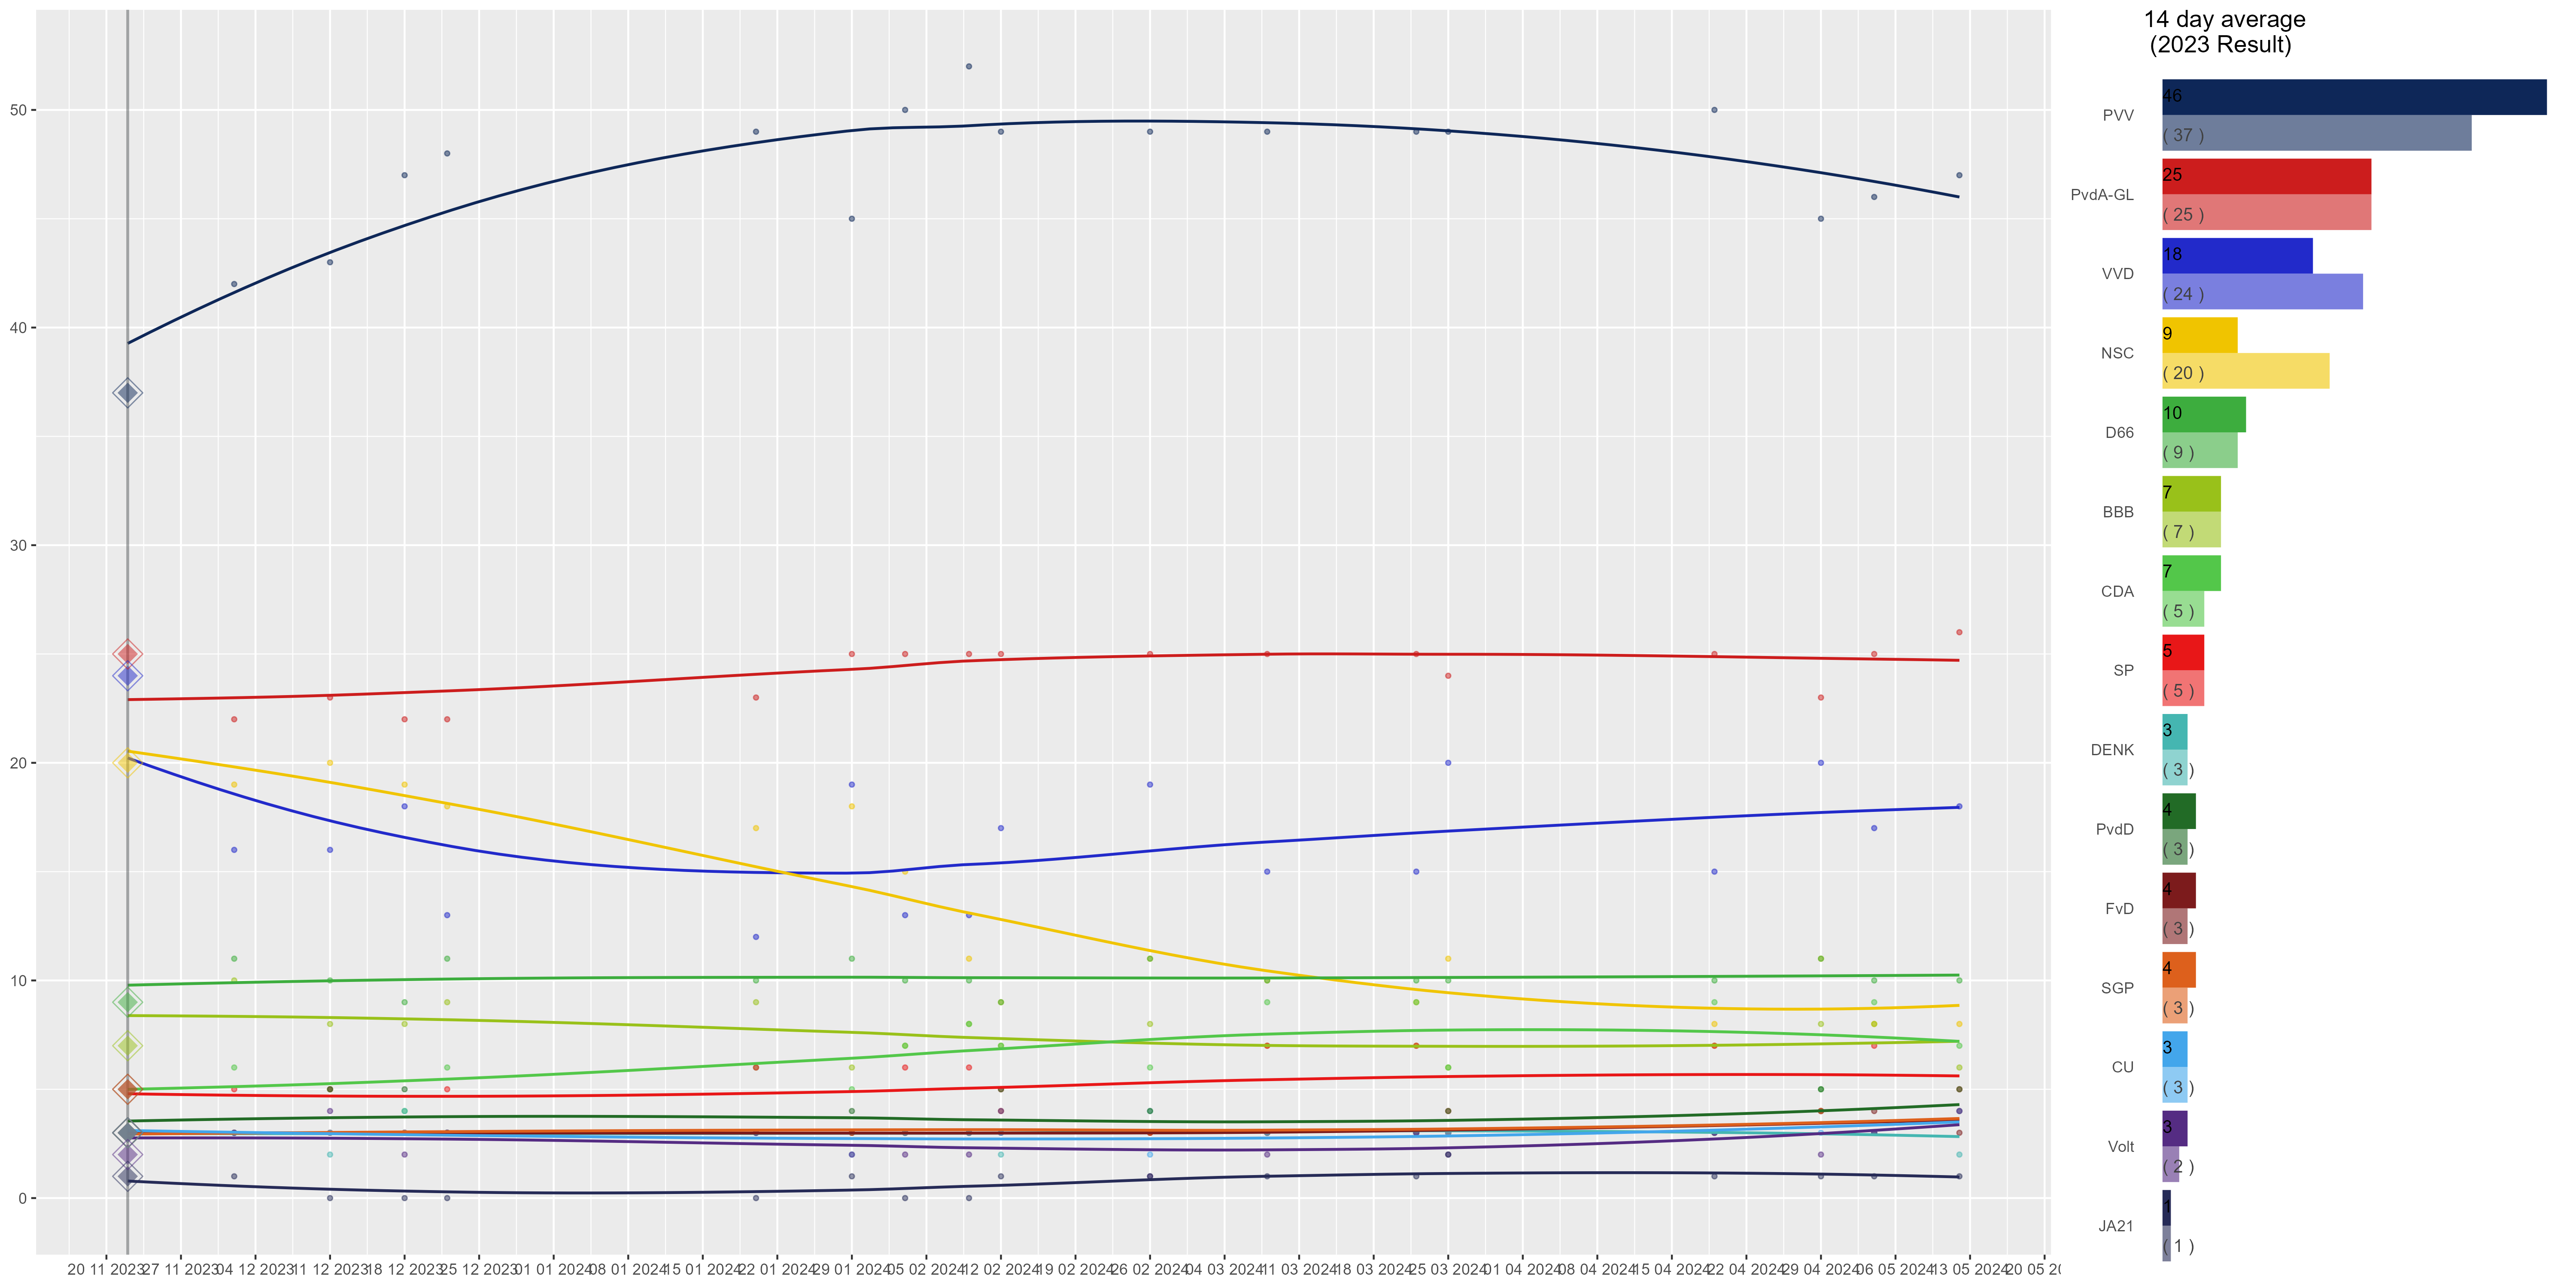 14 day average
(2023 Result)
50
40
30
20
10
0
20 11 2023
27 11 2023
04 12 2023
11 12 2023
18 12 2023
25 12 2023
01 01 2024
08 01 2024
15 01 2024
22 01 2024
29 01 2024
05 02 2024
12 02 2024
19 02 2024
26 02 2024
04 03 2024
11 03 2024
18 03 2024
25 03 2024
01 04 2024
08 04 2024
15 04 2024
22 04 2024
29 04 2024
06 05 2024
13 05 2024
20 05 20
PVV
46
( 37 )
PvdA-GL
25
( 25 )
VVD
18
( 24 )
NSC
9
( 20 )
D66
10
( 9 )
BBB
7
( 7 )
CDA
7
( 5 )
SP
5
( 5 )
DENK
3
( 3 )
PvdD
4
( 3 )
FvD
4
( 3 )
SGP
4
( 3 )
CU
3
( 3 )
Volt
3
( 2 )
JA21
1
( 1 )